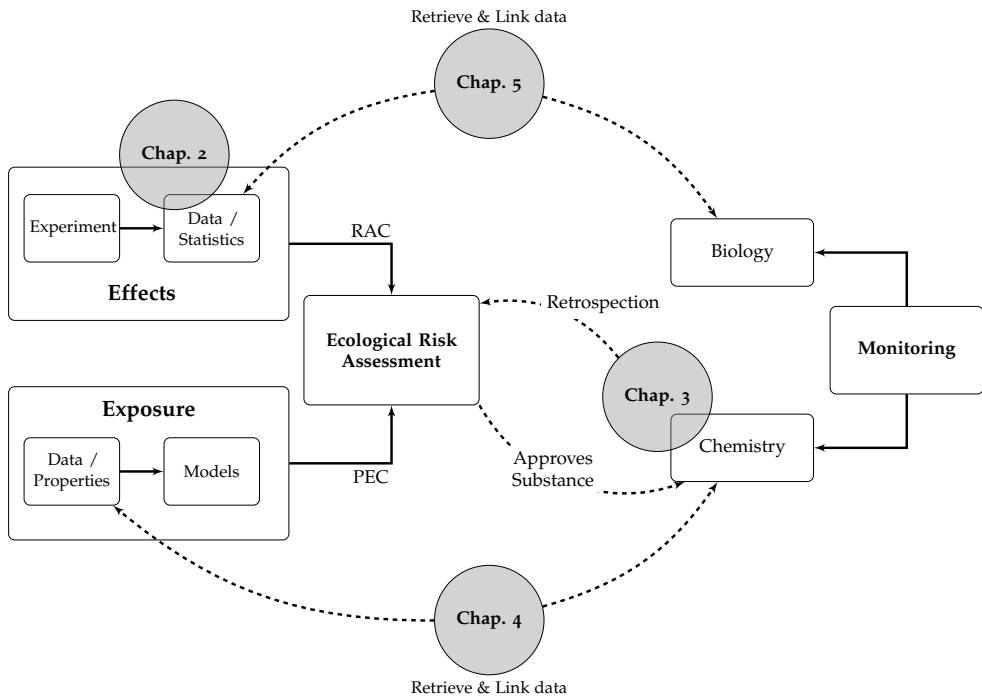 Retrieve & Link data
Chap. 5
Chap. 2
Experiment
Data /
Statistics
Effects
RAC
Biology
Retrospection
Ecological Risk
Assessment
Monitoring
Chap. 3
Exposure
Chemistry
Data /
Properties
Models
PEC
Approves
Substance
Chap. 4
Retrieve & Link data